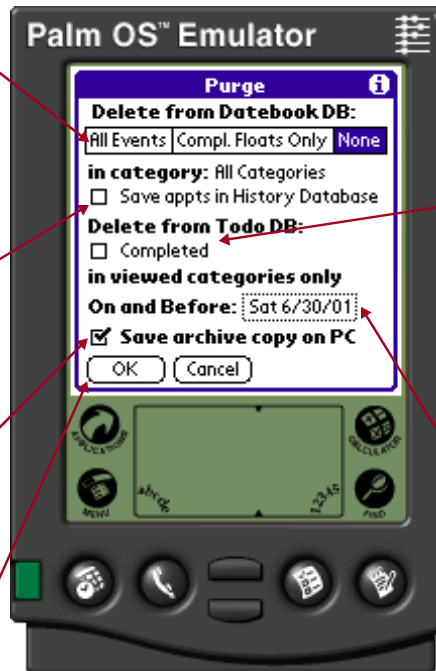 Palm OS™ Emulator
Purge
Delete from Datebook DB:
All Events Compl. Floats Only None
in category: All Categories
Save appts in History Database
Delete from Todo DB:
Completed
in viewed categories only
On and Before: Sat 6/30/01
Save archive copy on PC
OK Cancel
APPLICATIONS
CALCULATOR
MENU
abcde
12345
FIND